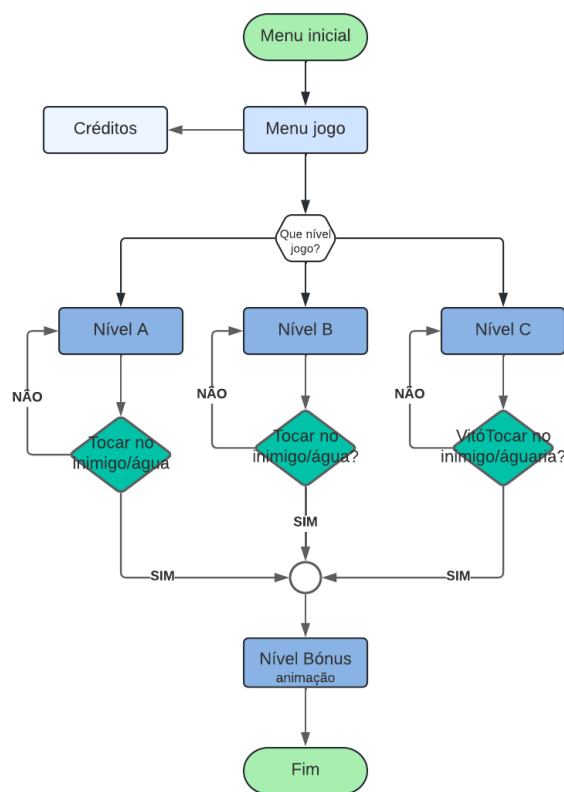 Menu inicial
Créditos
Menu jogo
Que nível
jogo?
Nível A
Nível B
Nível C
NÃO
NÃO
NÃO
Tocar no
inimigo/água
Tocar no
inimigo/água?
VitóTocar no
inimigo/águaria?
SIM
SIM
SIM
Nível Bónus
animação
Fim